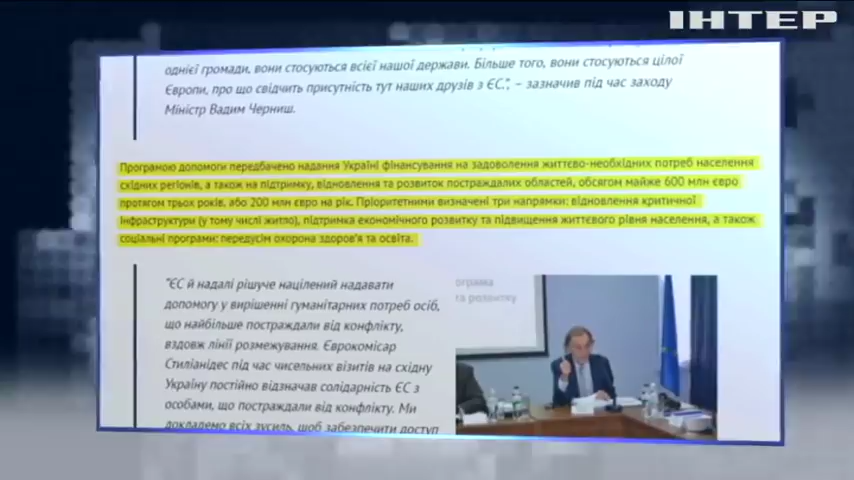 ІНТЕР
однієї громади, вони стосуються всієї нашої держави. Більше того, вони стосуються цілої
Європи, про що свідчить присутність тут наших друзів з ЄС.", – зазначив під час заходу
Міністр Вадим Черниш.
Програною допомоги передбачено надання Україні фінансування на задоволення життєво-необхідних потреб населення
східних регіонів, а також на підтримку, відновлення та розвиток постраждалих областей, обсягом майже 600 млн євро
протягом трьох років, або 200 млн євро на рік. Пріоритетними визначені три напрямки: відновлення критичної
інфраструктури (у тому числі житло), підтримка економічного розвитку та підвищення життєвого рівня населення, а також
соціальні програми: передусім охорона здоров'я та освіта.
"ЄС й надалі рішуче націлений надавати
допомогу у вирішенні гуманітарних потреб осіб,
що найбільше постраждали від конфлікту,
вздовж лінії розмежування. Єврокомісар
Стиліанідес під час чисельних візитів на східну
Україну постійно відзначав солідарність ЄС з
особами, що постраждали від конфлікту. Ми
докладемо всіх зусиль, щоб забезпечити доступ
ограма
та розвитку